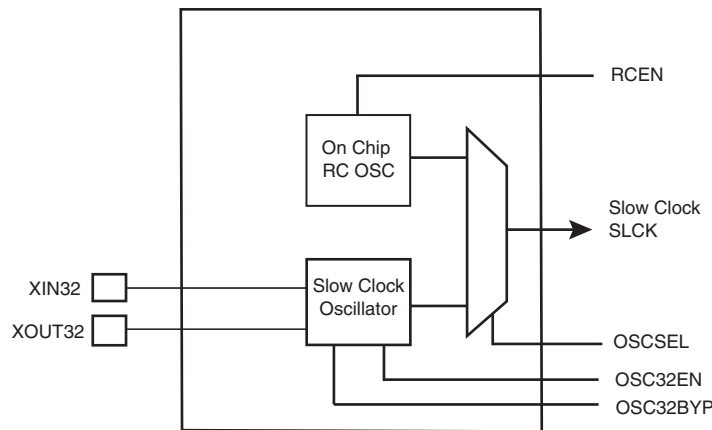 RCEN
On Chip
RC OSC
Slow Clock
SLCK
XIN32
Slow Clock
Oscillator
XOUT32
OSCSEL
OSC32EN
OSC32BYP